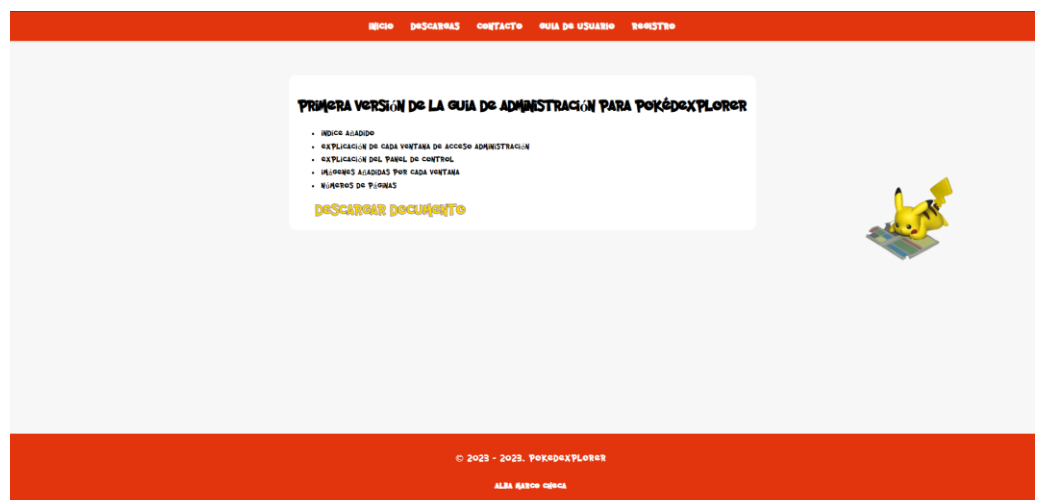 INICIO DESCARGAS CONTACTO GUIA DE USUARIO REGISTRO
PRIMERA VERSIÓN DE LA GUIA DE ADMINISTRACIÓN PARA POKÉDEXPLORER
INDICE AÑADIDO
EXPLICACIÓN DE CADA VENTANA DE ACCESO ADMINISTRACIÓN
EXPLICACIÓN DEL PANEL DE CONTROL
IMÁGENES AÑADIDAS POR CADA VENTANA
NÚMEROS DE PÁGINAS
DESCARGAR DOCUMENTO
© 2023 - 2023. POKEDEXPLORER
ALBA MARCO CHECA